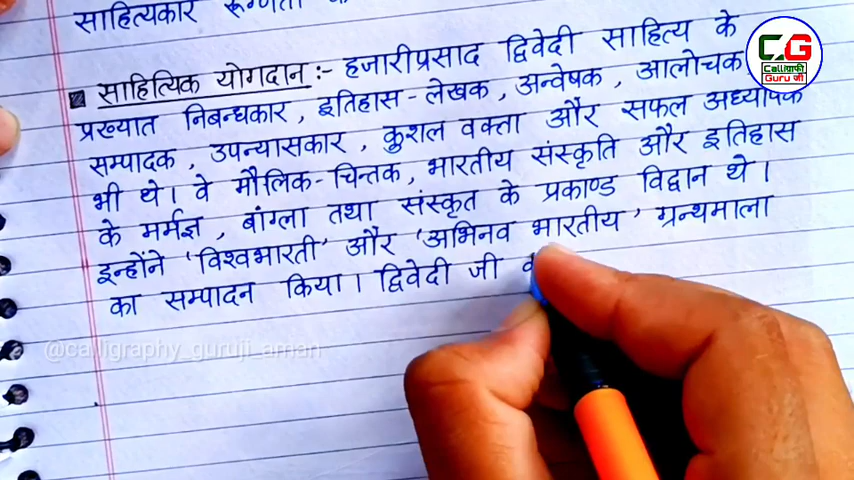 साहित्यकार रुग्णता के
साहित्यिक योगदान :- हजारीप्रसाद द्विवेदी साहित्य के
प्रख्यात निबन्धकार, इतिहास-लेखक, अन्वेषक, आलोचक
सम्पादक, उपन्यासकार, कुशल वक्ता और सफल अध्यापक
भी थे। वे मौलिक-चिन्तक, भारतीय संस्कृति और इतिहास
के मर्मज्ञ, बांग्ला तथा संस्कृत के प्रकाण्ड विद्वान थे।
इन्होंने 'विश्वभारती' और 'अभिनव भारतीय' ग्रन्थमाला
का सम्पादन किया। द्विवेदी जी
CG
Calliग्राफी
Guru जी
@calligraphy_guruji_aman